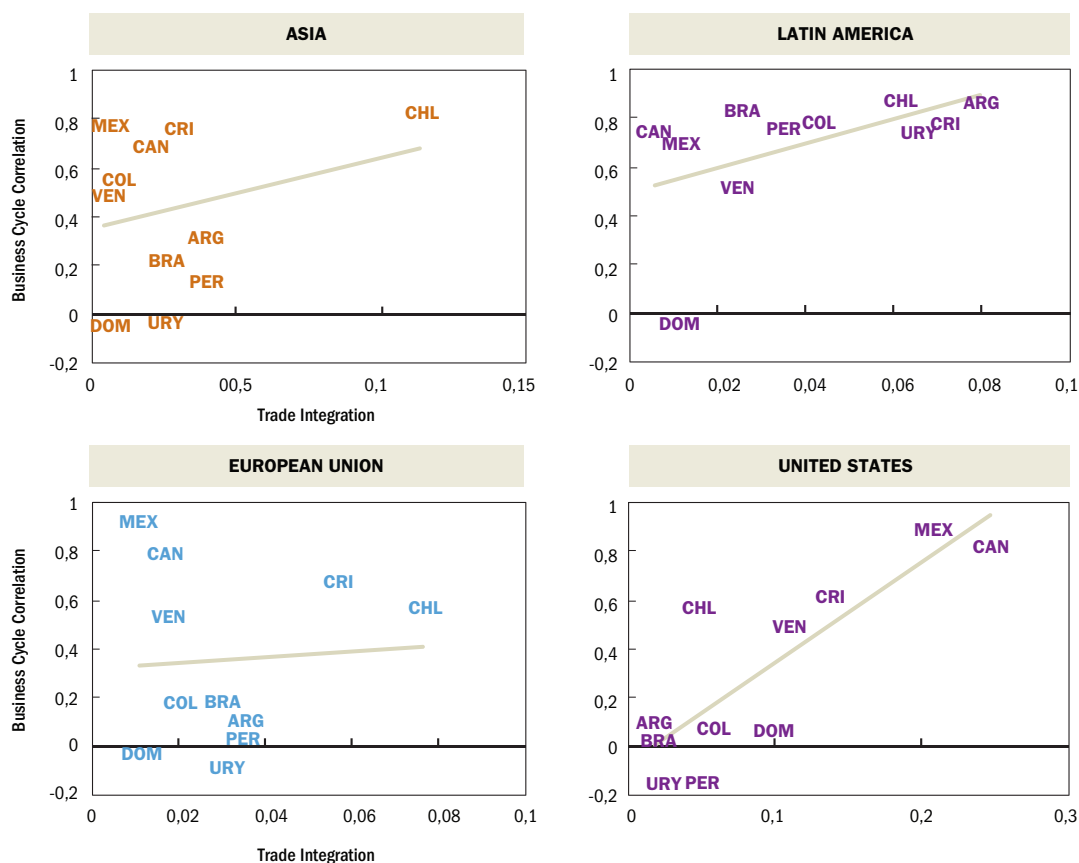 ASIA
Business Cycle Correlation
1
0,8
0,6
0,4
0,2
0
-0,2
MEX
CRI
CAN
CHL
COL
VEN
ARG
BRA
PER
DOM
URY
0
00,5
0,1
0,15
Trade Integration
LATIN AMERICA
1
0,8
0,6
0,4
0,2
0
-0,2
CHL
ARG
BRA
CAN
PER
COL
URY
CRI
MEX
VEN
DOM
0
0,02
0,04
0,06
0,08
0,1
EUROPEAN UNION
Business Cycle Correlation
1
0,8
0,6
0,4
0,2
0
-0,2
MEX
CAN
CRI
VEN
CHL
COL
BRA
ARG
PER
DOM
URY
0
0,02
0,04
0,06
0,08
0,1
Trade Integration
UNITED STATES
1
0,8
0,6
0,4
0,2
0
-0,2
MEX
CAN
CRI
CHL
VEN
ARG
BRA
COL
DOM
URY
PER
0
0,1
0,2
0,3